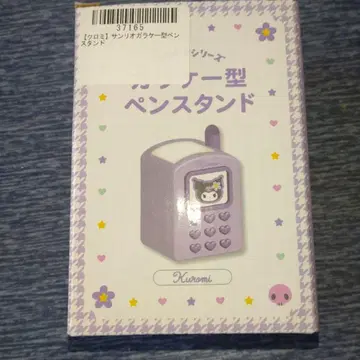 37165
【クロミ】サンリオガラケー型ペン
スタンド
シリーズ
ガラケー型
ペンスタンド
Kuromi